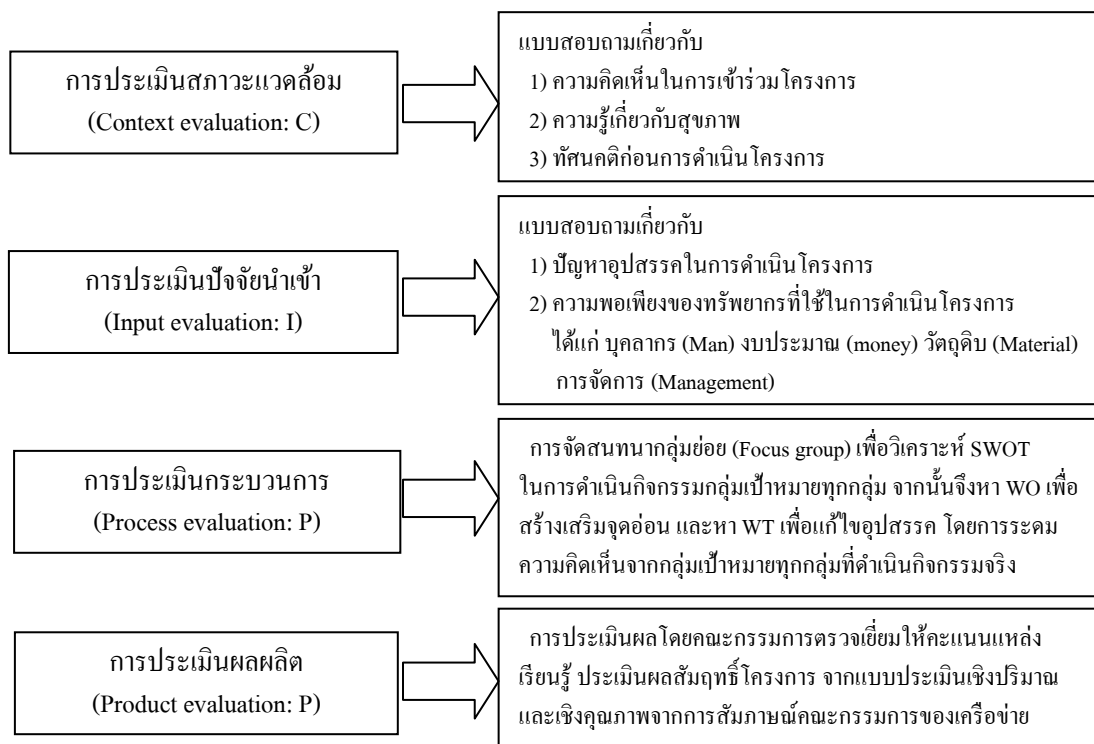 การประเมินสภาวะแวดล้อม
(Context evaluation: C)
แบบสอบถามเกี่ยวกับ
1) ความคิดเห็นในการเข้าร่วมโครงการ
2) ความรู้เกี่ยวกับสุขภาพ
3) ทัศนคติก่อนการดำเนินโครงการ
การประเมินปัจจัยนำเข้า
(Input evaluation: I)
แบบสอบถามเกี่ยวกับ
1) ปัญหาอุปสรรคในการดำเนินโครงการ
2) ความพอเพียงของทรัพยากรที่ใช้ในการดำเนินโครงการ
ได้แก่ บุคลากร (Man) งบประมาณ (money) วัตถุดิบ (Material)
การจัดการ (Management)
การประเมินกระบวนการ
(Process evaluation: P)
การจัดสนทนากลุ่มย่อย (Focus group) เพื่อวิเคราะห์ SWOT
ในการดำเนินกิจกรรมกลุ่มเป้าหมายทุกกลุ่ม จากนั้นจึงหา WO เพื่อ
สร้างเสริมจุดอ่อน และหา WT เพื่อแก้ไขอุปสรรค โดยการระดม
ความคิดเห็นจากกลุ่มเป้าหมายทุกกลุ่มที่ดำเนินกิจกรรมจริง
การประเมินผลผลิต
(Product evaluation: P)
การประเมินผลโดยคณะกรรมการตรวจเยี่ยมให้คะแนนแหล่ง
เรียนรู้ ประเมินผลสัมฤทธิ์โครงการ จากแบบประเมินเชิงปริมาณ
และเชิงคุณภาพจากการสัมภาษณ์คณะกรรมการของเครือข่าย